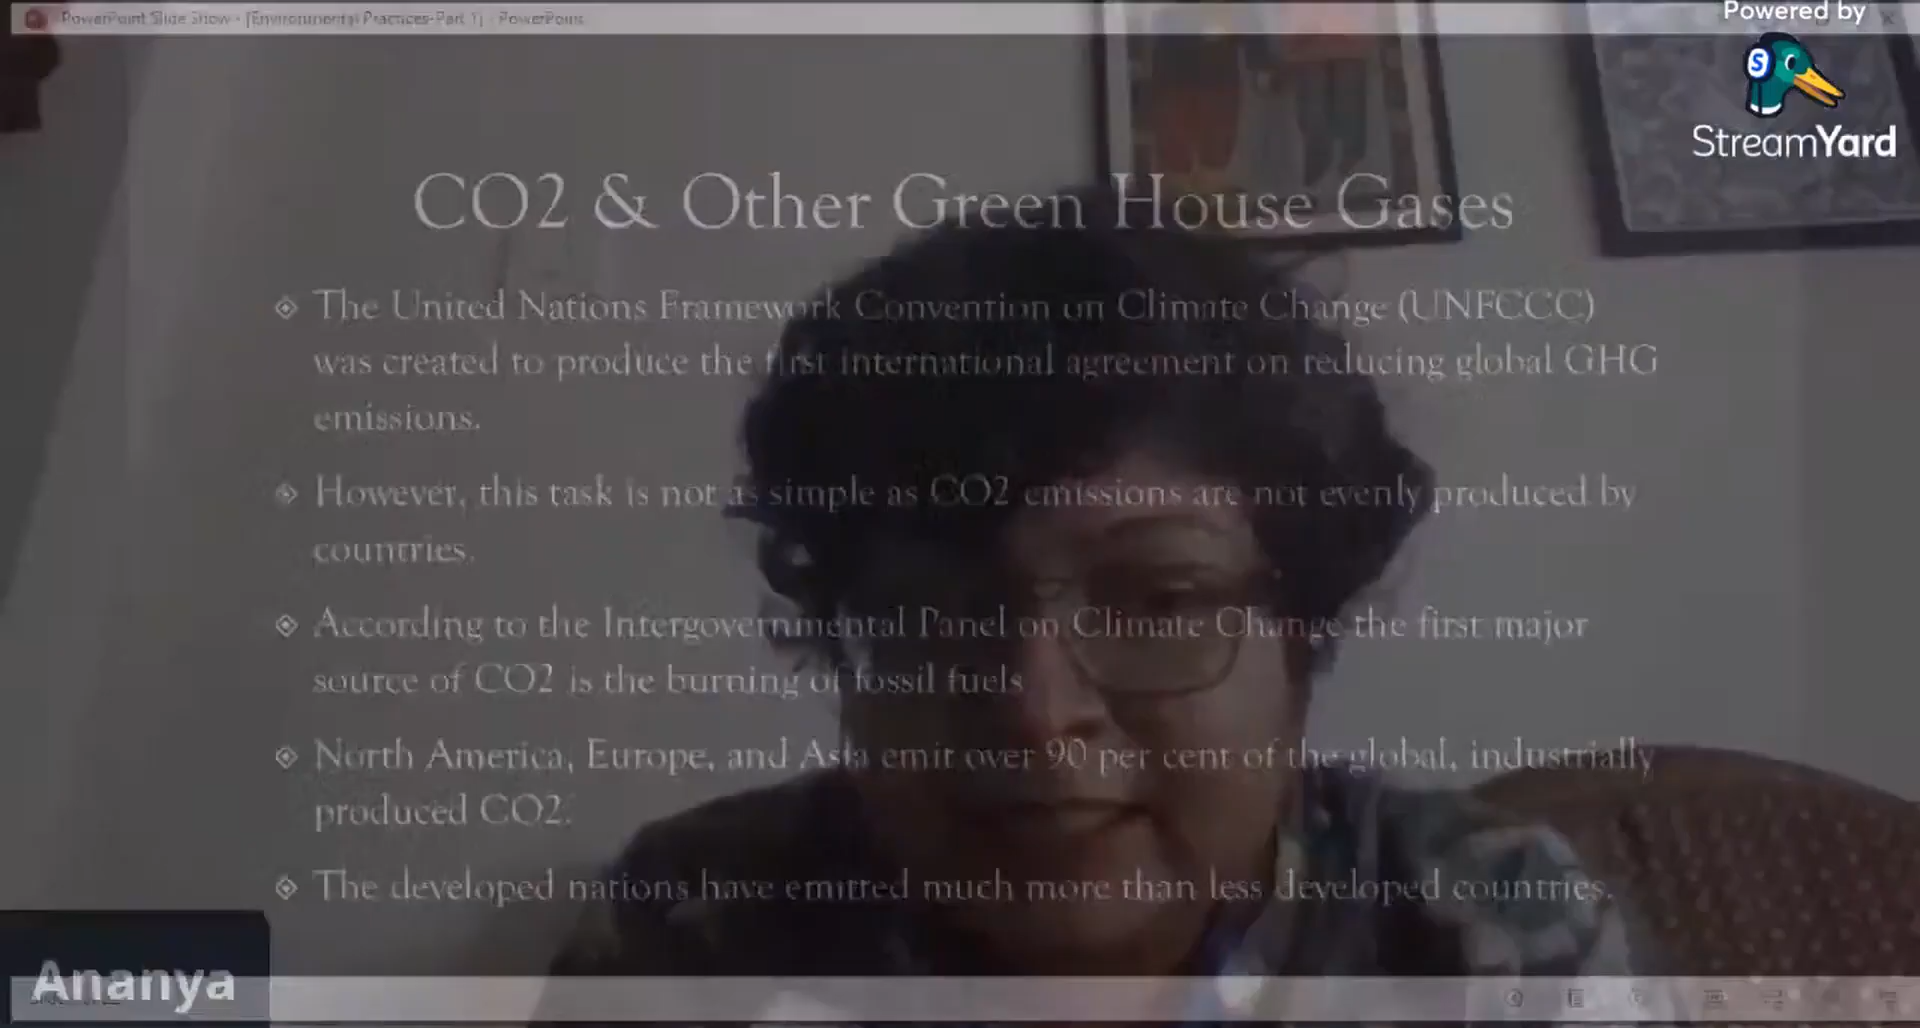 PowerPoint Slide Show - [Environmental Practices-Part 1] - PowerPoint
Powered by
StreamYard
CO2 & Other Green House Gases
The United Nations Framework Convention on Climate Change (UNFCCC)
was created to produce the first international agreement on reducing global GHG
emissions.
However, this task is not as simple as CO2 emissions are not evenly produced by
countries.
According to the Intergovernmental Panel on Climate Change the first major
source of CO2 is the burning of fossil fuels
North America, Europe, and Asia emit over 90 per cent of the global, industrially
produced CO2.
The developed nations have emitted much more than less developed countries.
Ananya